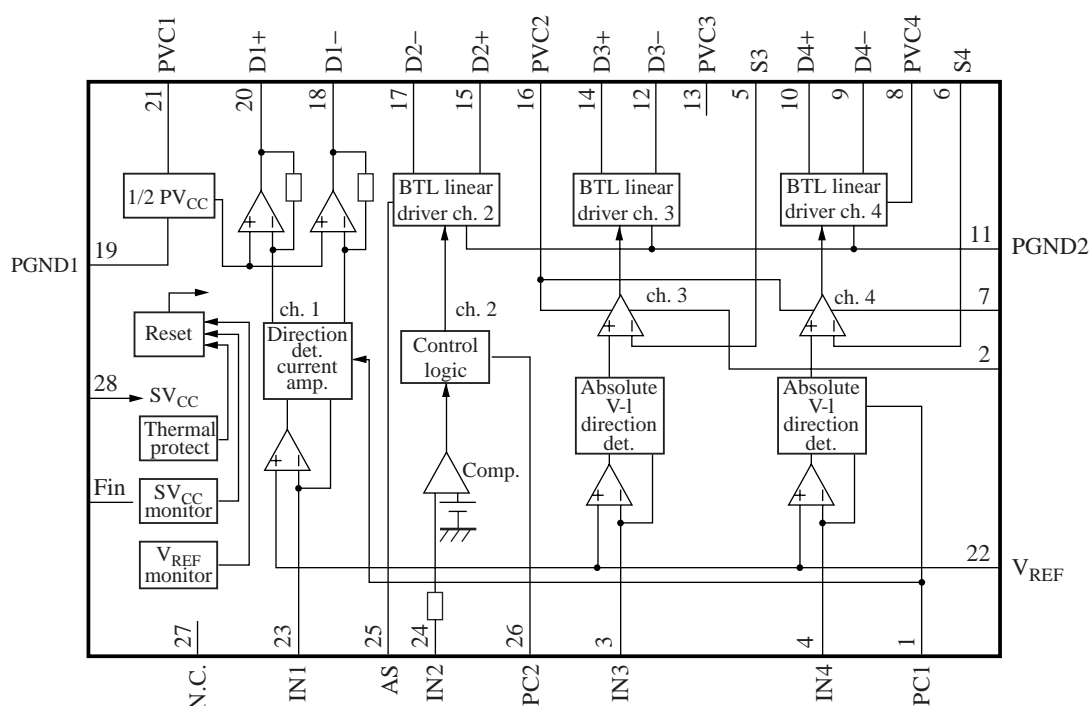 PVC1
D1+
D1−
D2−
D2+
PVC2
D3+
D3−
PVC3
S3
D4+
D4−
PVC4
S4
21
20
18
17
15
16
14
12
13
5
10
9
8
6
1/2 PVCC
BTL linear
driver ch. 2
BTL linear
driver ch. 3
BTL linear
driver ch. 4
+ −
+ −
19
PGND1
11
PGND2
ch. 1
ch. 2
ch. 3
ch. 4
7
+ −
+ −
Reset
Direction
det.
current
amp.
Control
logic
2
28
SVCC
Absolute
V-I
direction
det.
Absolute
V-I
direction
det.
Thermal
protect
+ −
Comp.
+ −
+ −
Fin
SVCC
monitor
VREF
monitor
22
VREF
27
23
25
24
26
3
4
1
N.C.
IN1
AS
IN2
PC2
IN3
IN4
PC1